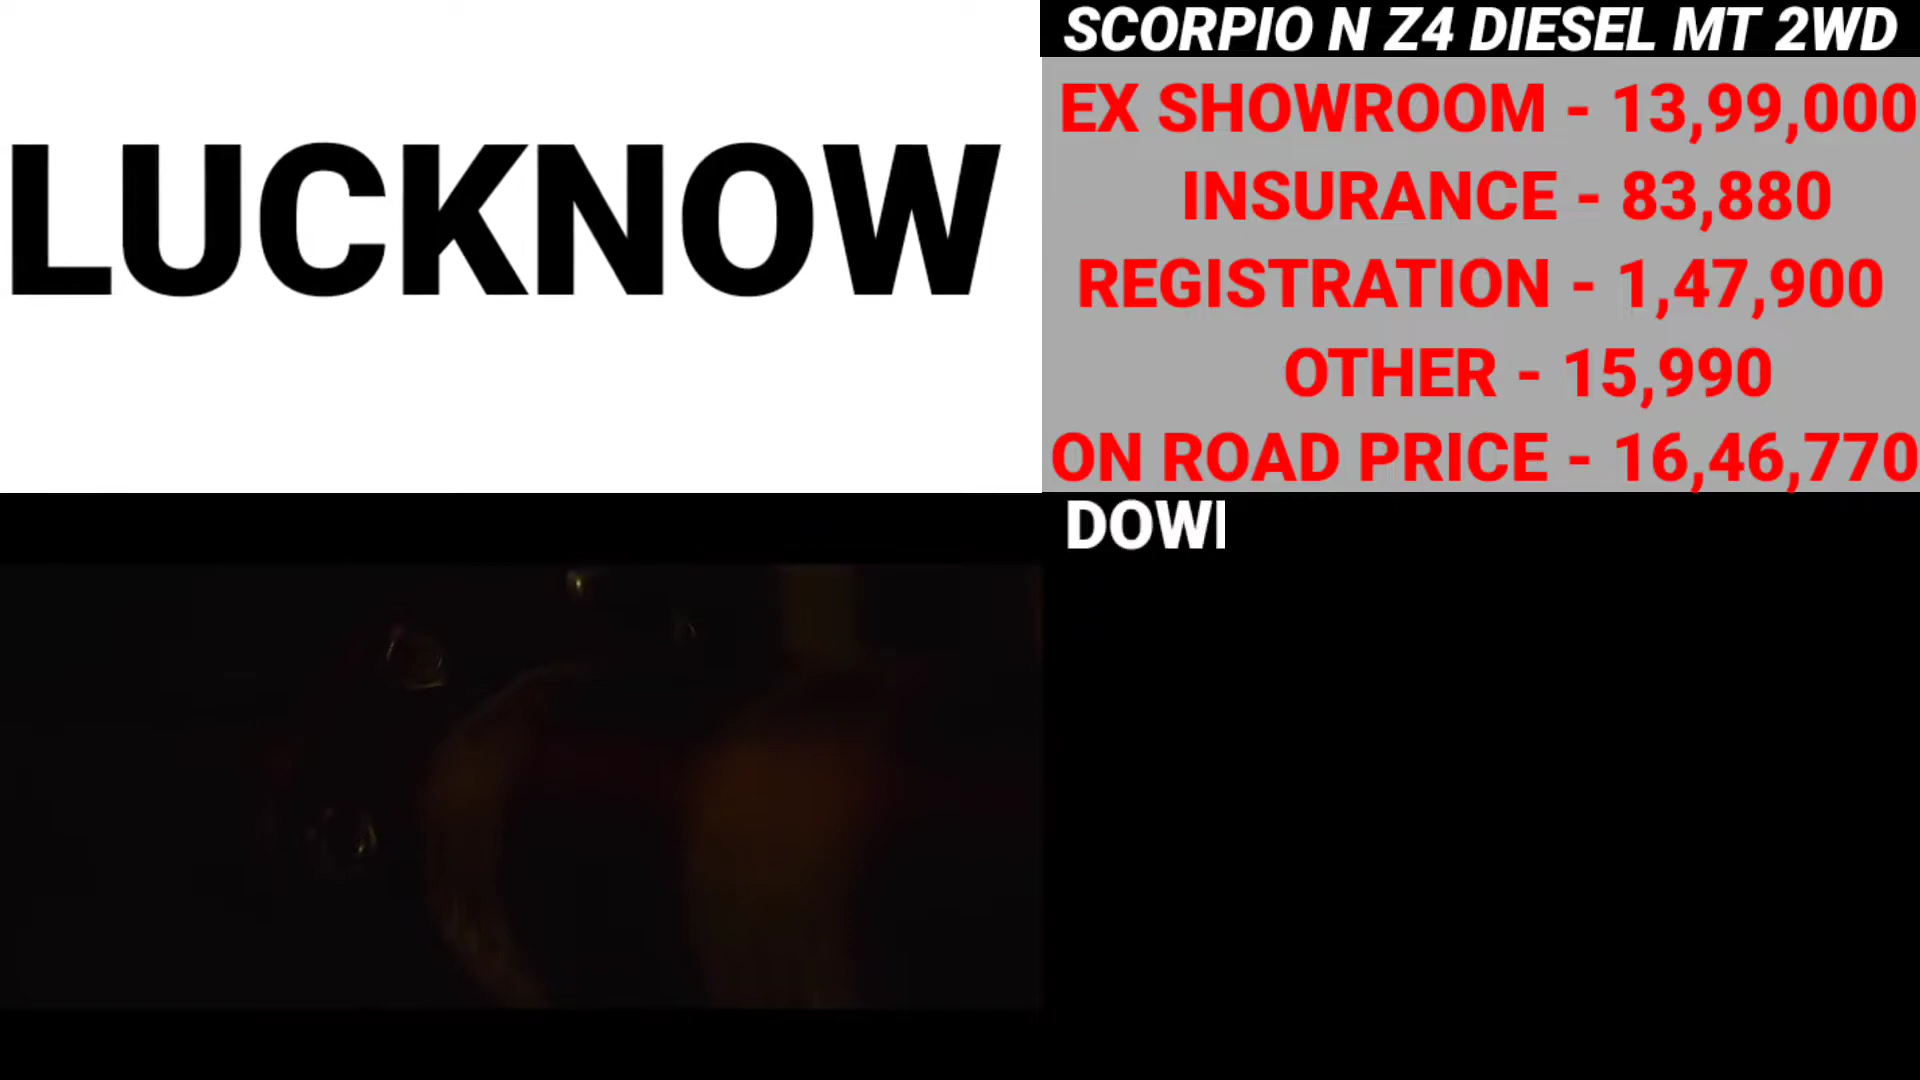 LUCKNOW
SCORPIO N Z4 DIESEL MT 2WD
EX SHOWROOM - 13,99,000
INSURANCE - 83,880
REGISTRATION - 1,47,900
OTHER - 15,990
ON ROAD PRICE - 16,46,770